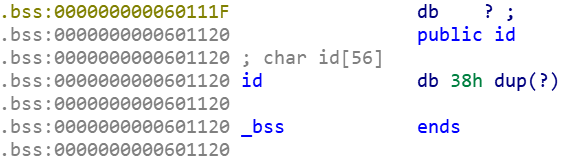 .bss:000000000060111F db ? ;
.bss:0000000000601120 public id
.bss:0000000000601120 ; char id[56]
.bss:0000000000601120 id db 38h dup(?)
.bss:0000000000601120
.bss:0000000000601120 _bss ends
.bss:0000000000601120